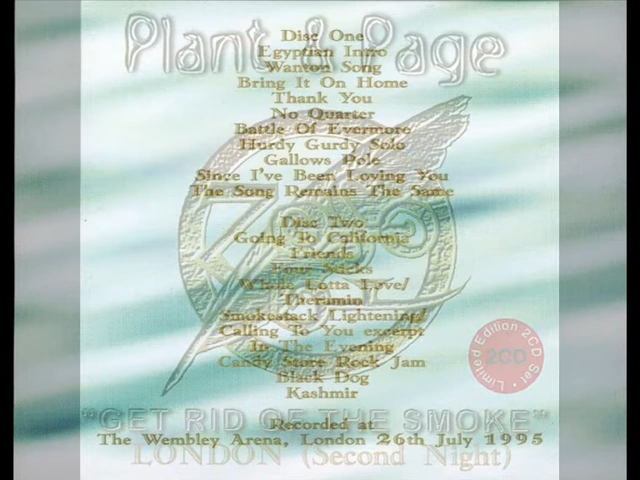 Plant & Page
Disc One
Egyptian Intro
Wanton Song
Bring It On Home
Thank You
No Quarter
Battle Of Evermore
Hurdy Gurdy Solo
Gallows Pole
Since I've Been Loving You
The Song Remains The Same
Disc Two
Going To California
Friends
Four Sticks
Whole Lotta Love/
Theramin
Smokestack Lightening/
Calling To You excerpt
In The Evening
Candy Store Rock Jam
Black Dog
Kashmir
Limited Edition 2CD Set •
2CD
"GET RID OF THE SMOKE"
Recorded at
The Wembley Arena, London 26th July 1995
LONDON (Second Night)